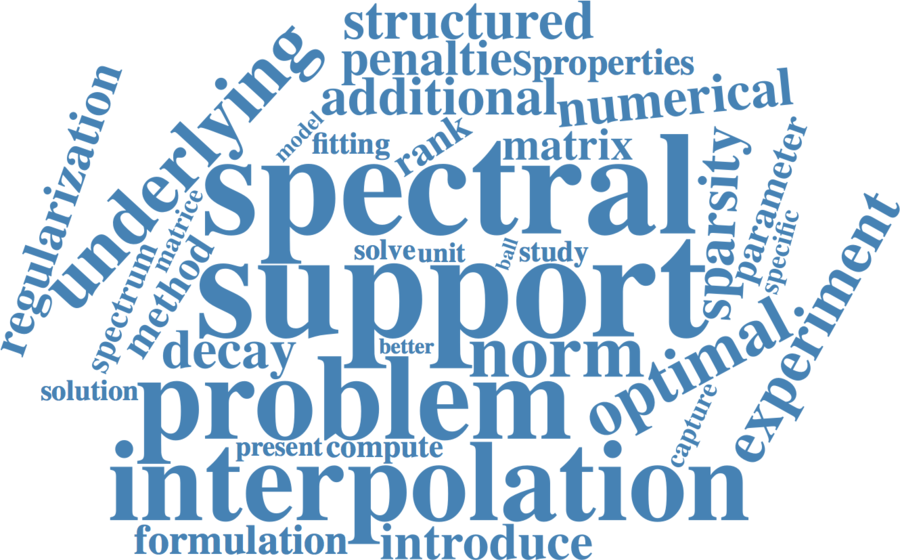 structured
penalties properties
additional numerical
regularization
underlying
model
fitting
rank
matrix
spectral
sparsity
parameter
specific
matrice
spectrum
method
solve unit
ball
study
support
experiment
decay
better
norm
optimal
solution
problem
capture
present compute
interpolation
formulation introduce